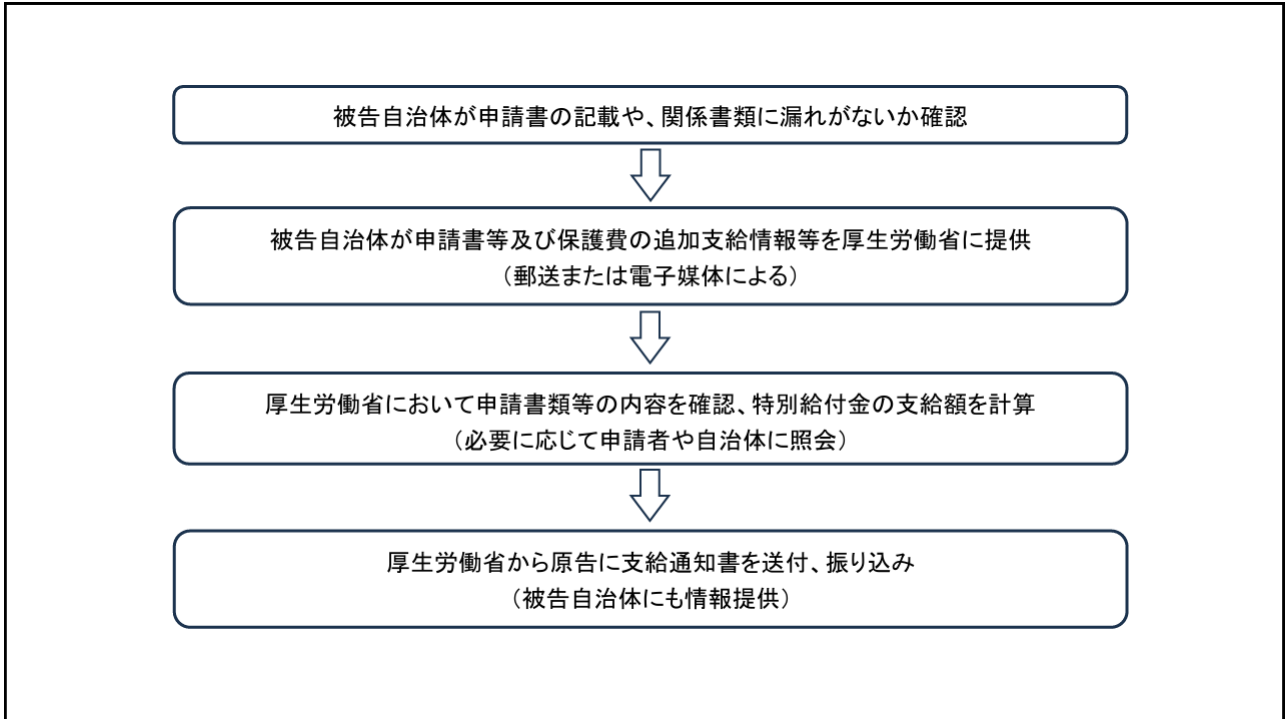 被告自治体が申請書の記載や、関係書類に漏れがないか確認
被告自治体が申請書等及び保護費の追加支給情報等を厚生労働省に提供
（郵送または電子媒体による）
厚生労働省において申請書類等の内容を確認、特別給付金の支給額を計算
（必要に応じて申請者や自治体に照会）
厚生労働省から原告に支給通知書を送付、振り込み
（被告自治体にも情報提供）